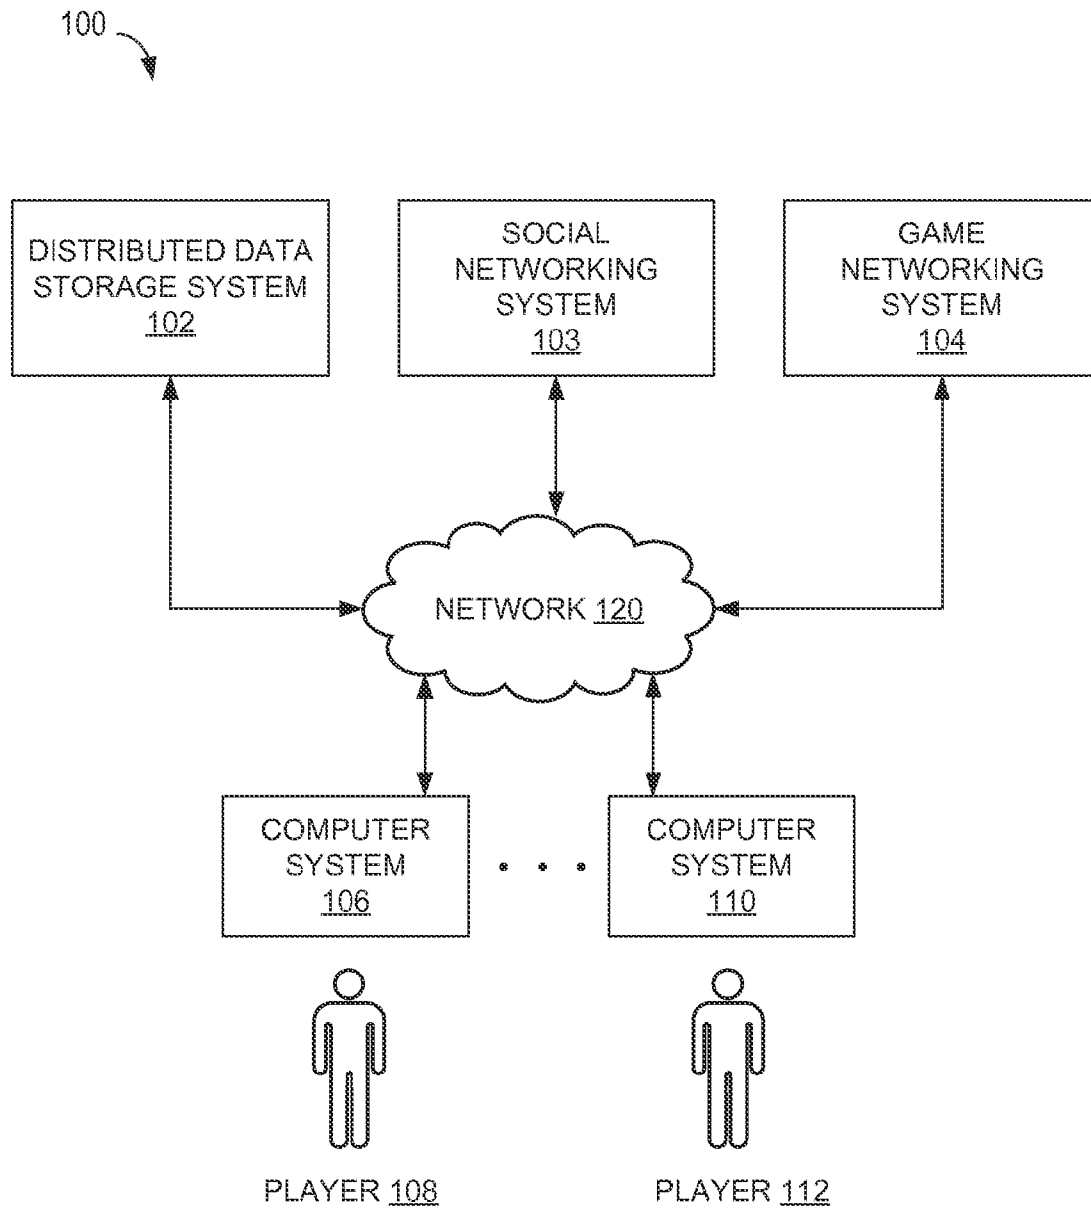 100
DISTRIBUTED DATA
STORAGE SYSTEM
102
SOCIAL
NETWORKING
SYSTEM
103
GAME
NETWORKING
SYSTEM
104
NETWORK 120
COMPUTER
SYSTEM
106
COMPUTER
SYSTEM
110
PLAYER 108
PLAYER 112